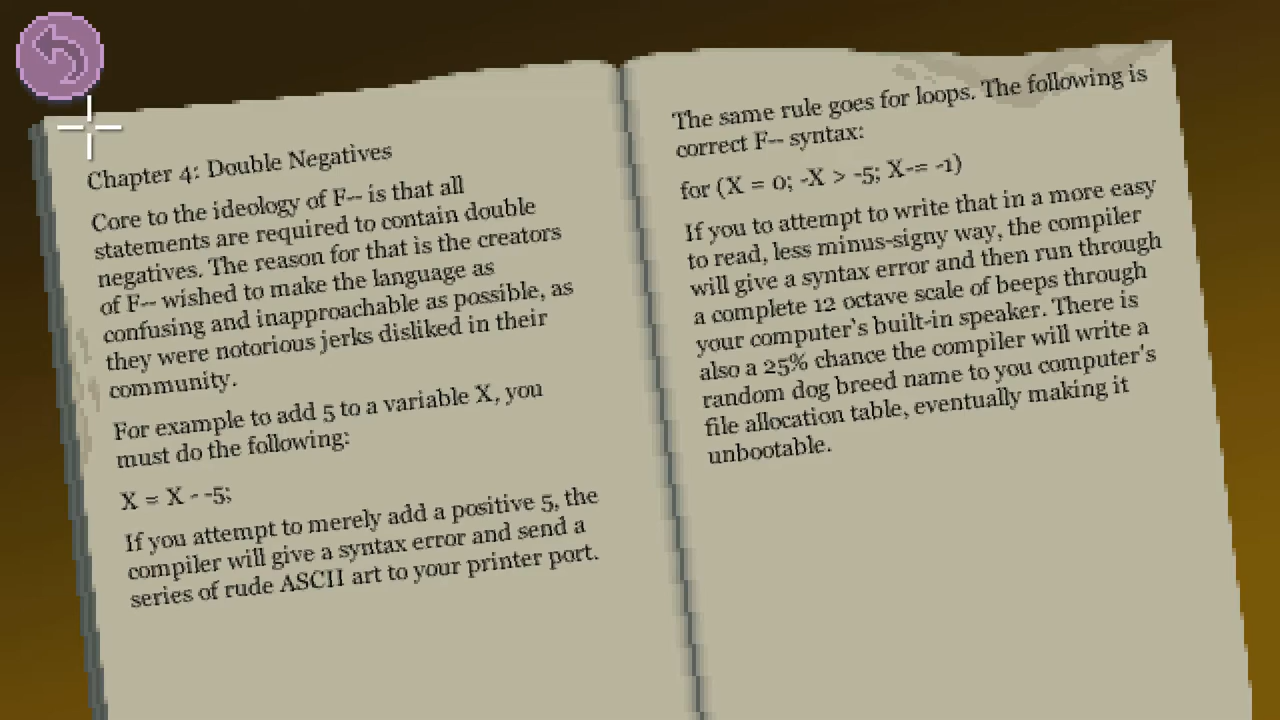 Chapter 4: Double Negatives
Core to the ideology of F-- is that all
statements are required to contain double
negatives. The reason for that is the creators
of F-- wished to make the language as
confusing and inapproachable as possible, as
they were notorious jerks disliked in their
community.
For example to add 5 to a variable X, you
must do the following:
X = X - -5;
If you attempt to merely add a positive 5, the
compiler will give a syntax error and send a
series of rude ASCII art to your printer port.
The same rule goes for loops. The following is
correct F-- syntax:
for (X = 0; -X > -5; X-= -1)
If you to attempt to write that in a more easy
to read, less minus-signy way, the compiler
will give a syntax error and then run through
a complete 12 octave scale of beeps through
your computer's built-in speaker. There is
also a 25% chance the compiler will write a
random dog breed name to you computer's
file allocation table, eventually making it
unbootable.